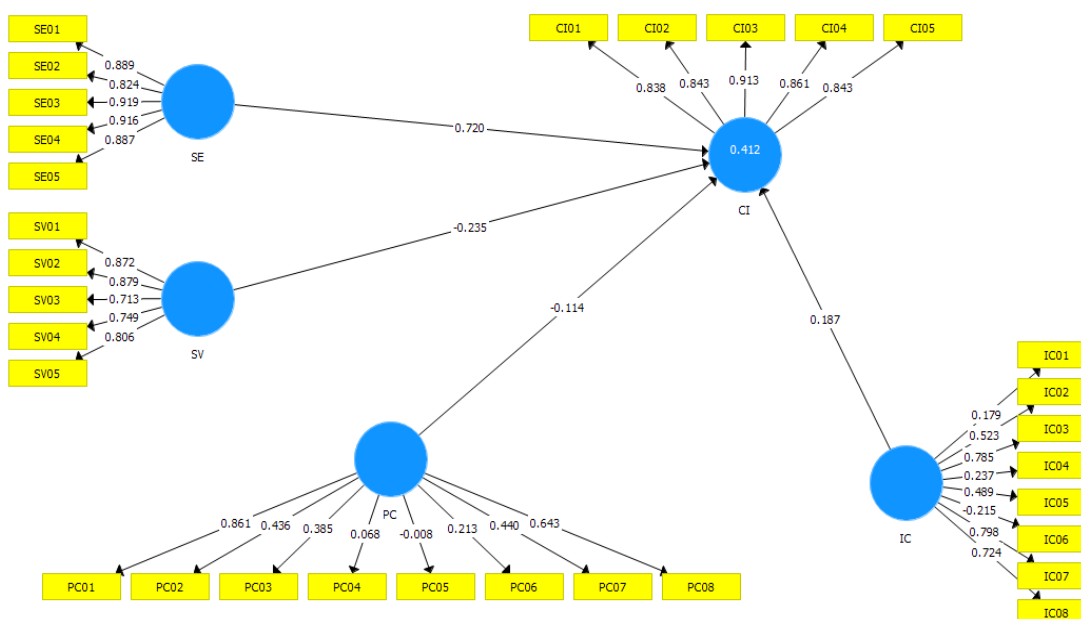 SE01
SE02
SE03
SE04
SE05
0.889
0.824
0.919
0.916
0.887
SE
CI01
CI02
CI03
CI04
CI05
0.838
0.843
0.913
0.861
0.843
0.412
CI
0.720
SV01
SV02
SV03
SV04
SV05
0.872
0.879
0.713
0.749
0.806
SV
-0.235
-0.114
0.187
PC
0.861
0.436
0.385
0.068
-0.008
0.213
0.440
0.643
PC01
PC02
PC03
PC04
PC05
PC06
PC07
PC08
IC
0.179
0.523
0.785
0.237
0.489
-0.215
0.798
0.724
IC01
IC02
IC03
IC04
IC05
IC06
IC07
IC08